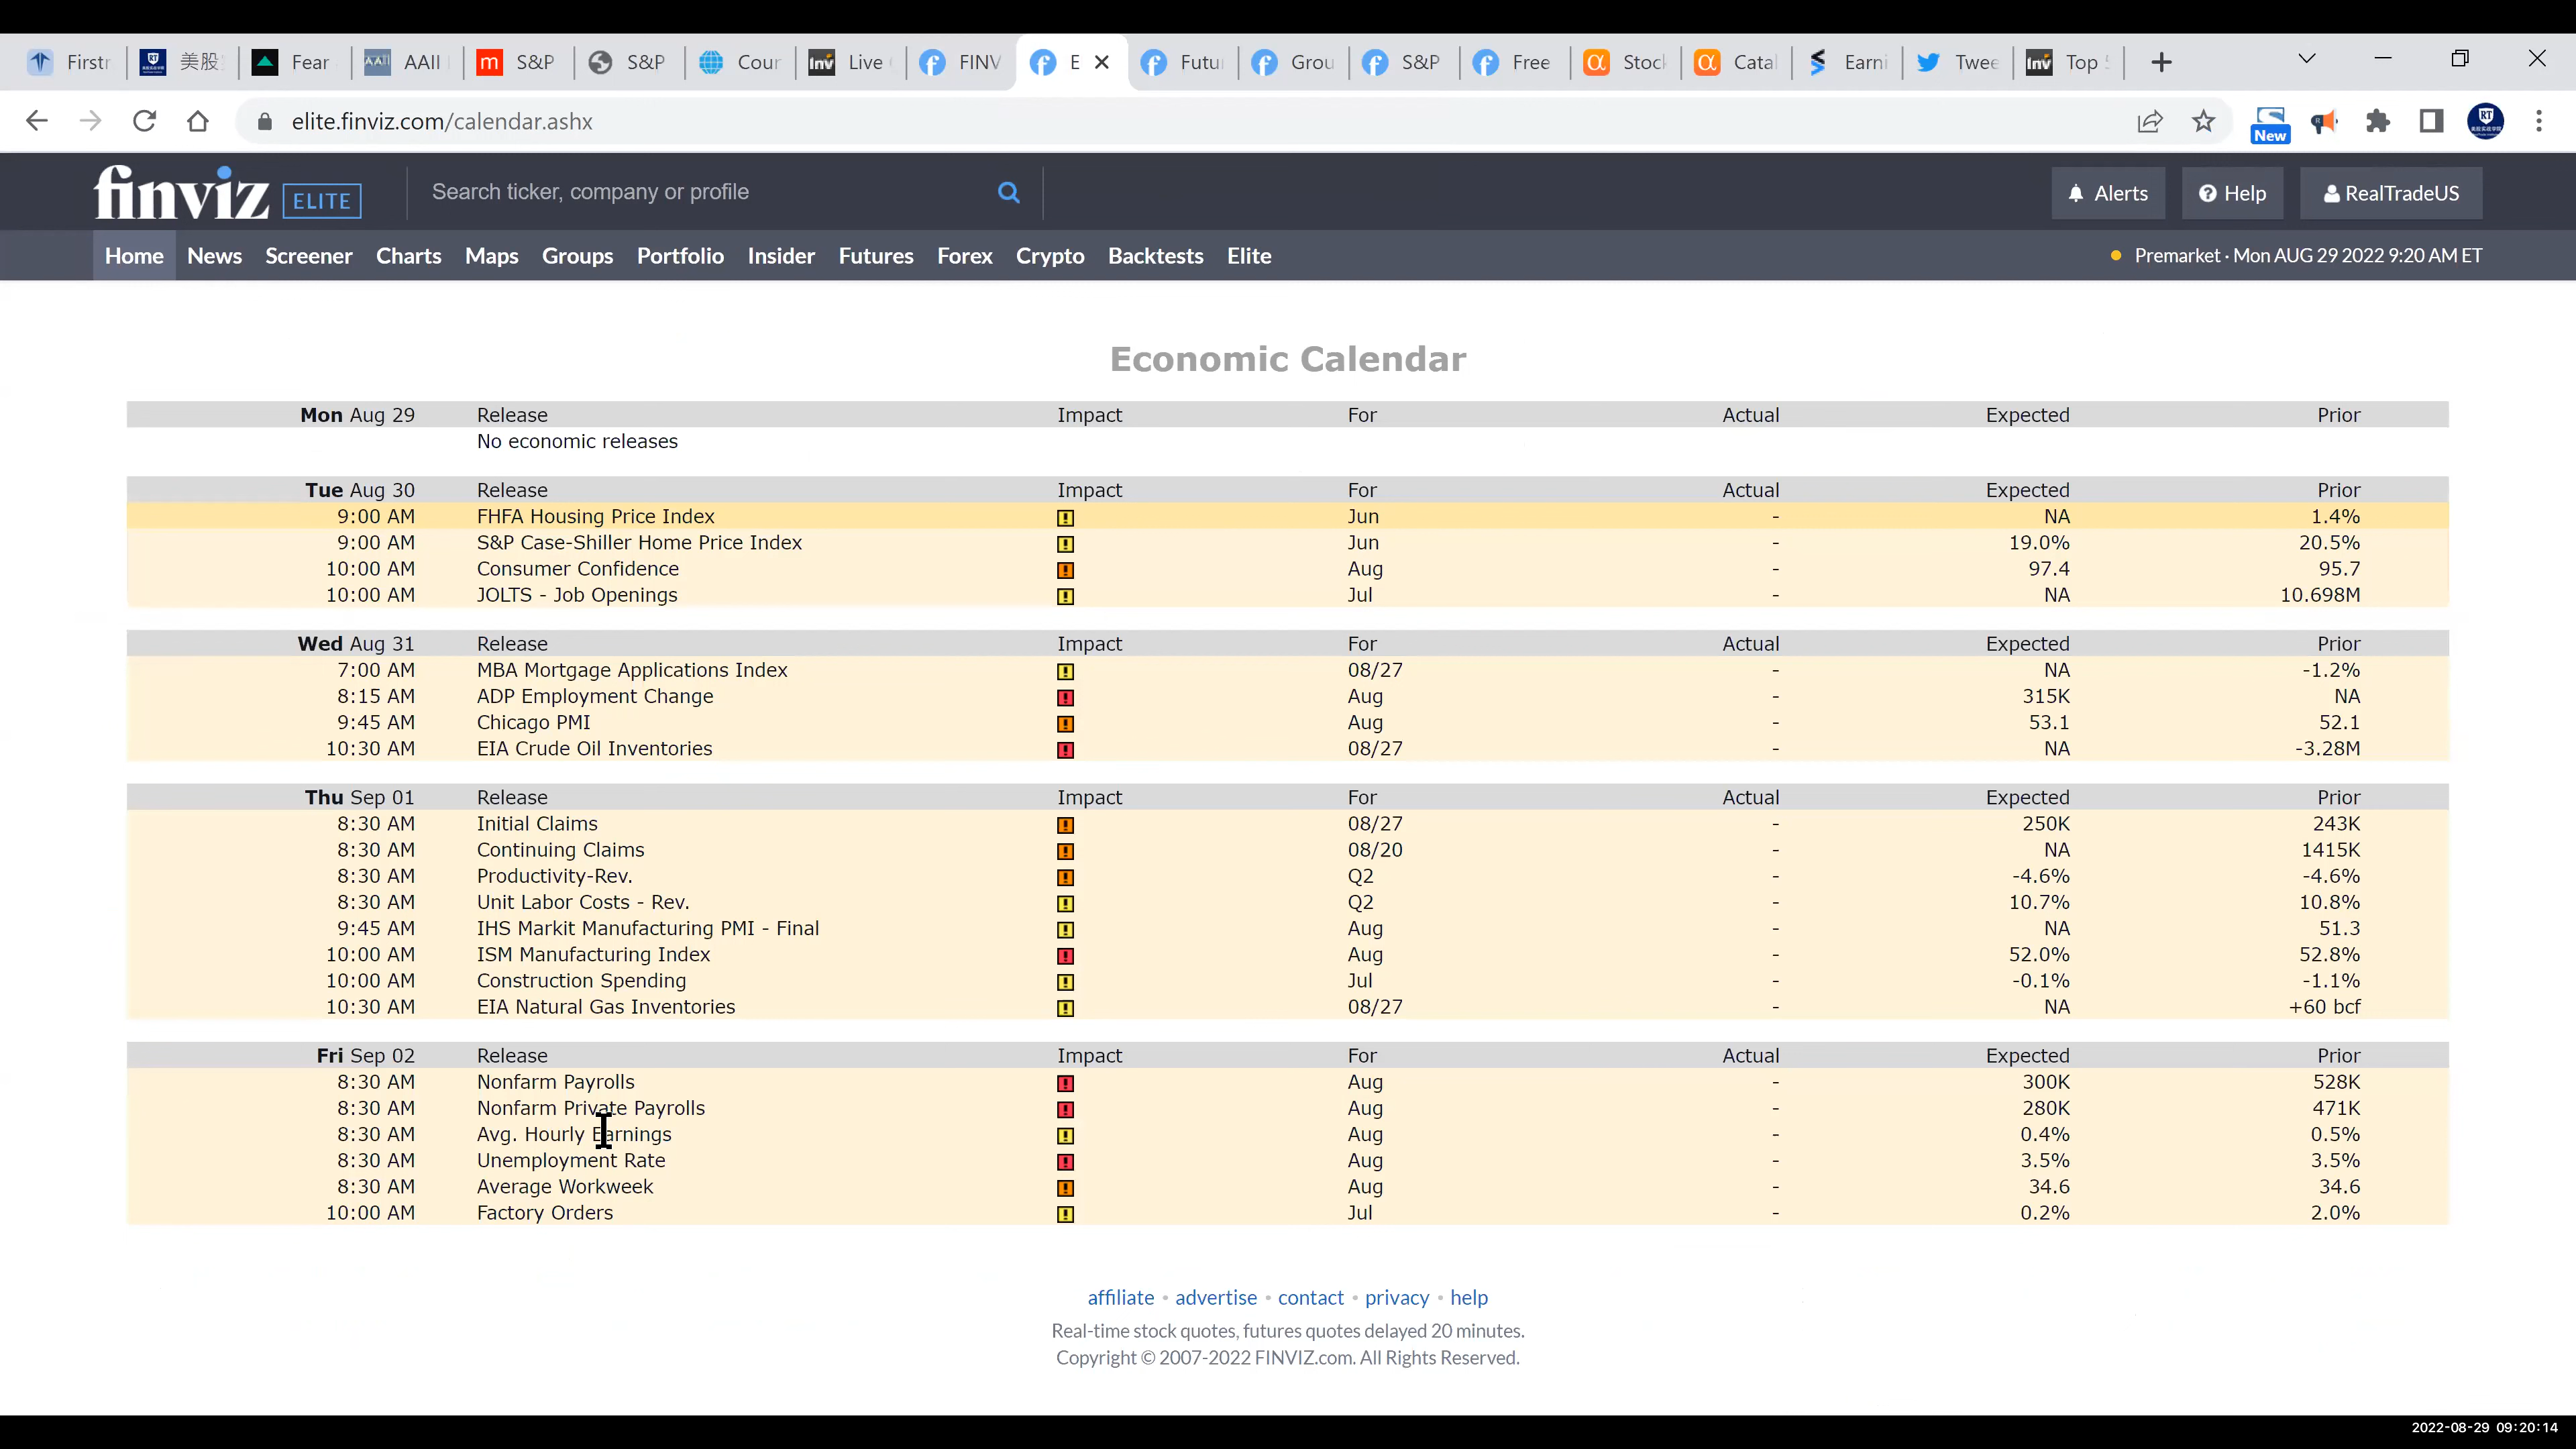 Firstr 美股 Fear AAII S&P S&P Cour Live FINV E Futu Grou S&P Free Stoc Catal Earni Twee Top
elite.finviz.com/calendar.ashx New
finviz ELITE Search ticker, company or profile Alerts Help RealTradeUS
Home News Screener Charts Maps Groups Portfolio Insider Futures Forex Crypto Backtests Elite Premarket · Mon AUG 29 2022 9:20 AM ET
Economic Calendar
Mon Aug 29 Release Impact For Actual Expected Prior
No economic releases
Tue Aug 30 Release Impact For Actual Expected Prior
9:00 AM FHFA Housing Price Index Jun - NA 1.4%
9:00 AM S&P Case-Shiller Home Price Index Jun - 19.0% 20.5%
10:00 AM Consumer Confidence Aug - 97.4 95.7
10:00 AM JOLTS - Job Openings Jul - NA 10.698M
Wed Aug 31 Release Impact For Actual Expected Prior
7:00 AM MBA Mortgage Applications Index 08/27 - NA -1.2%
8:15 AM ADP Employment Change Aug - 315K NA
9:45 AM Chicago PMI Aug - 53.1 52.1
10:30 AM EIA Crude Oil Inventories 08/27 - NA -3.28M
Thu Sep 01 Release Impact For Actual Expected Prior
8:30 AM Initial Claims 08/27 - 250K 243K
8:30 AM Continuing Claims 08/20 - NA 1415K
8:30 AM Productivity-Rev. Q2 - -4.6% -4.6%
8:30 AM Unit Labor Costs - Rev. Q2 - 10.7% 10.8%
9:45 AM IHS Markit Manufacturing PMI - Final Aug - NA 51.3
10:00 AM ISM Manufacturing Index Aug - 52.0% 52.8%
10:00 AM Construction Spending Jul - -0.1% -1.1%
10:30 AM EIA Natural Gas Inventories 08/27 - NA +60 bcf
Fri Sep 02 Release Impact For Actual Expected Prior
8:30 AM Nonfarm Payrolls Aug - 300K 528K
8:30 AM Nonfarm Private Payrolls Aug - 280K 471K
8:30 AM Avg. Hourly Earnings Aug - 0.4% 0.5%
8:30 AM Unemployment Rate Aug - 3.5% 3.5%
8:30 AM Average Workweek Aug - 34.6 34.6
10:00 AM Factory Orders Jul - 0.2% 2.0%
affiliate • advertise • contact • privacy • help
Real-time stock quotes, futures quotes delayed 20 minutes.
Copyright © 2007-2022 FINVIZ.com. All Rights Reserved.
2022-08-29 09:20:14